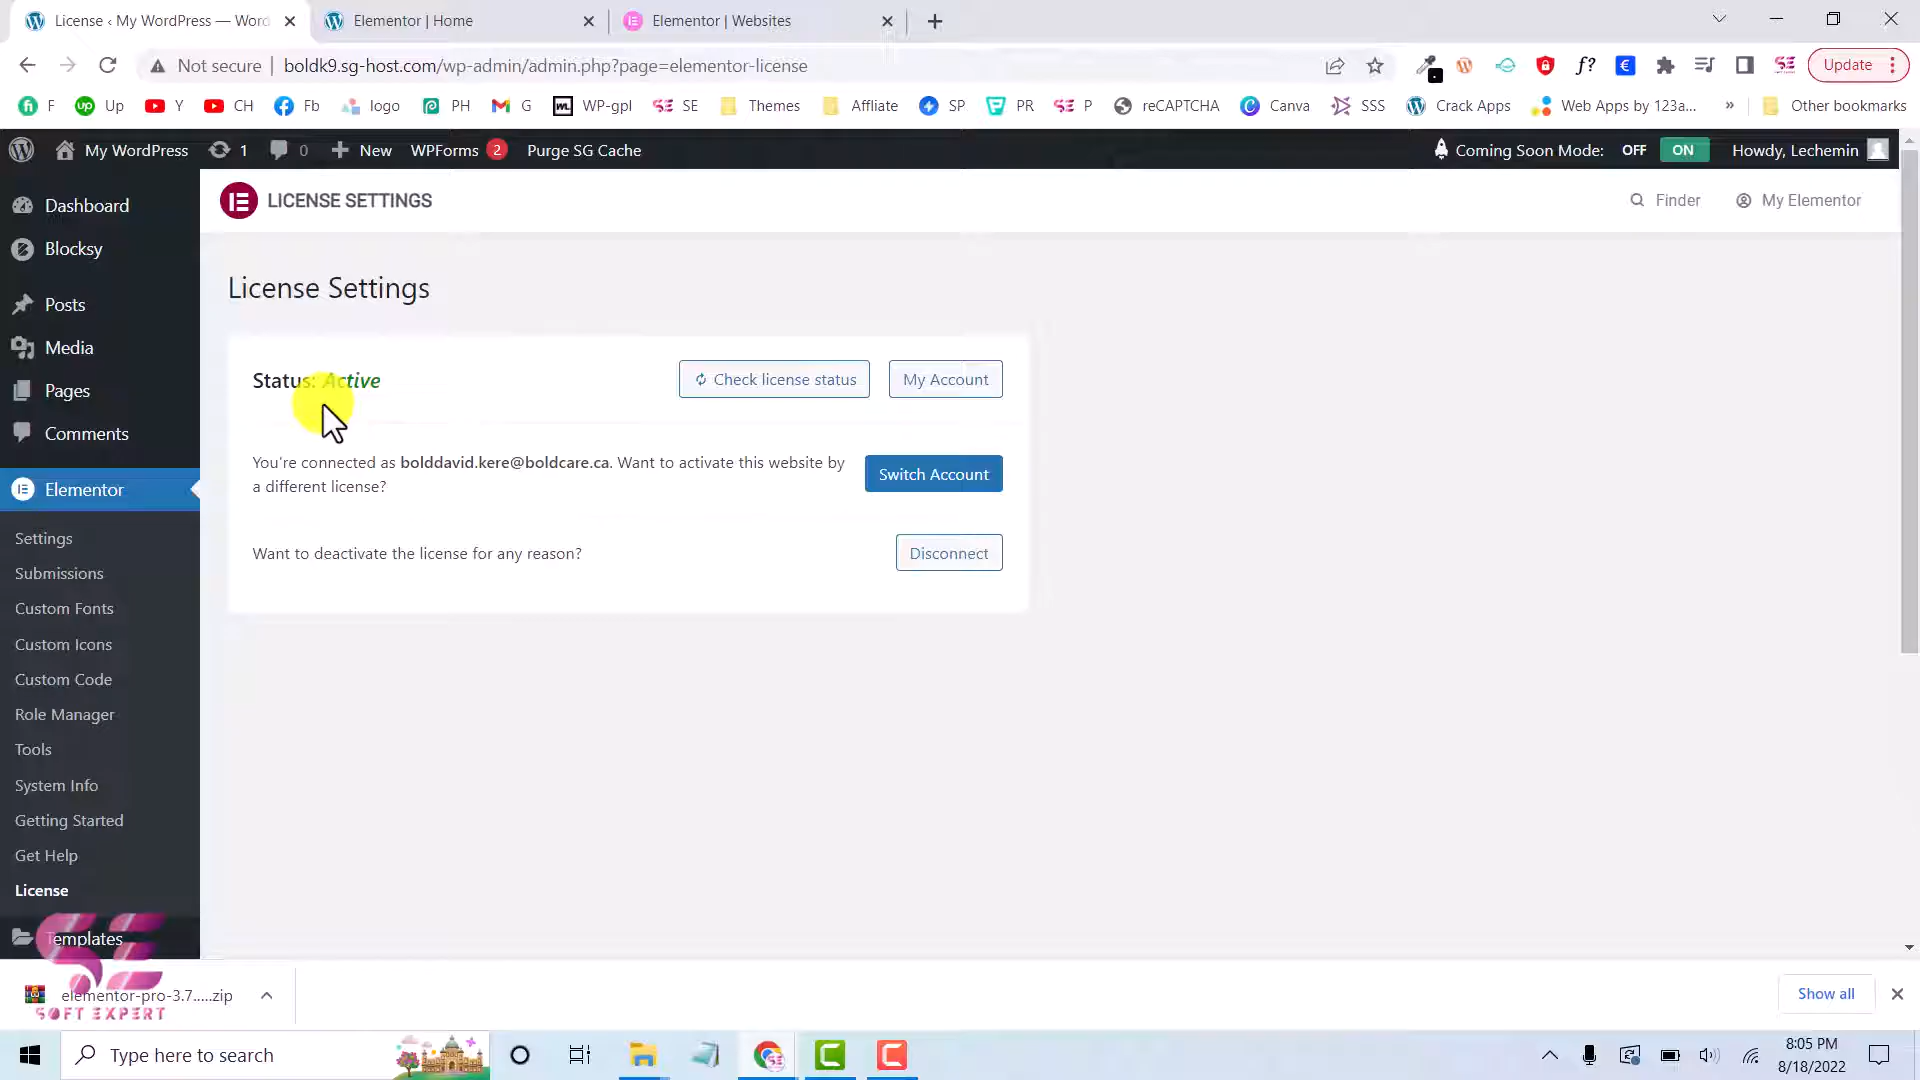 License ‹ My WordPress — Word
Elementor | Home
Elementor | Websites
Not secure
boldk9.sg-host.com/wp-admin/admin.php?page=elementor-license
Update
F
Up
Y
CH
Fb
logo
PH
G
WP-gpl
SE
Themes
Affliate
SP
PR
P
reCAPTCHA
Canva
SSS
Crack Apps
Web Apps by 123a...
»
Other bookmarks
My WordPress
1
0
New
WPForms 2
Purge SG Cache
Coming Soon Mode: OFF ON
Howdy, Lechemin
LICENSE SETTINGS
Finder
My Elementor
Dashboard
Blocksy
Posts
Media
Pages
Comments
Elementor
Settings
Submissions
Custom Fonts
Custom Icons
Custom Code
Role Manager
Tools
System Info
Getting Started
Get Help
License
Templates
License Settings
Status: Active
Check license status
My Account
You're connected as bolddavid.kere@boldcare.ca. Want to activate this website by
a different license?
Switch Account
Want to deactivate the license for any reason?
Disconnect
SE
SOFT EXPERT
elementor-pro-3.7.....zip
Show all
Type here to search
8:05 PM
8/18/2022